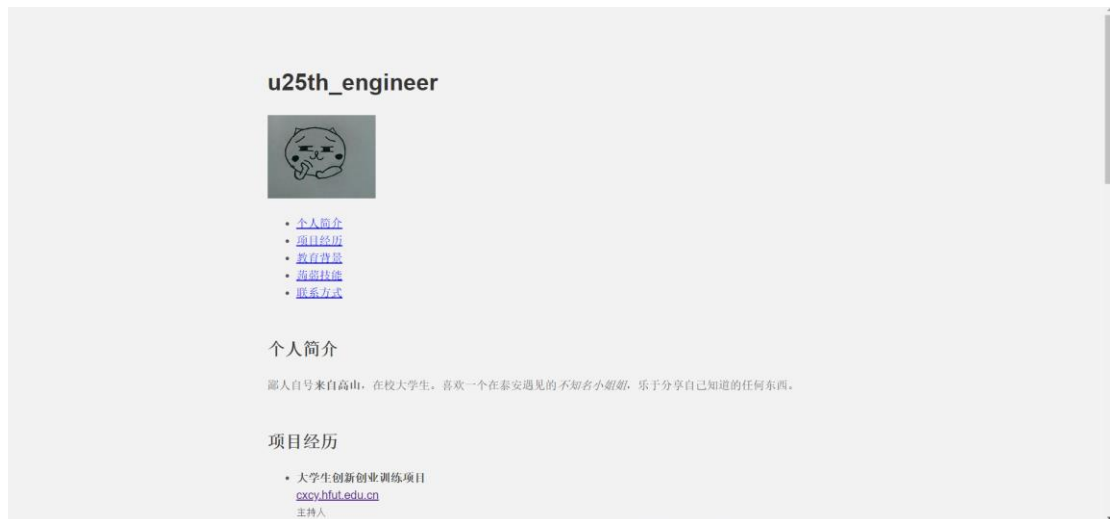 u25th_engineer
个人简介
项目经历
教育背景
蒟蒻技能
联系方式
个人简介
鄙人自号来自高山，在校大学生。喜欢一个在泰安遇见的不知名小姐姐，乐于分享自己知道的任何东西。
项目经历
大学生创新创业训练项目
cxcy.hfut.edu.cn
主持人